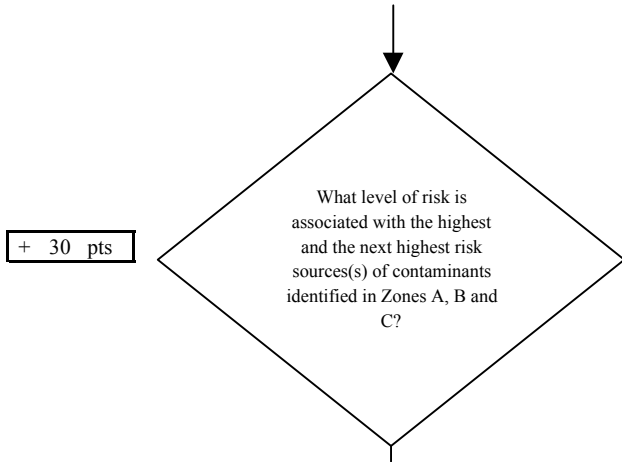 What level of risk is
associated with the highest
+ 30 pts
and the next highest risk
sources(s) of contaminants
identified in Zones A, B and
C?